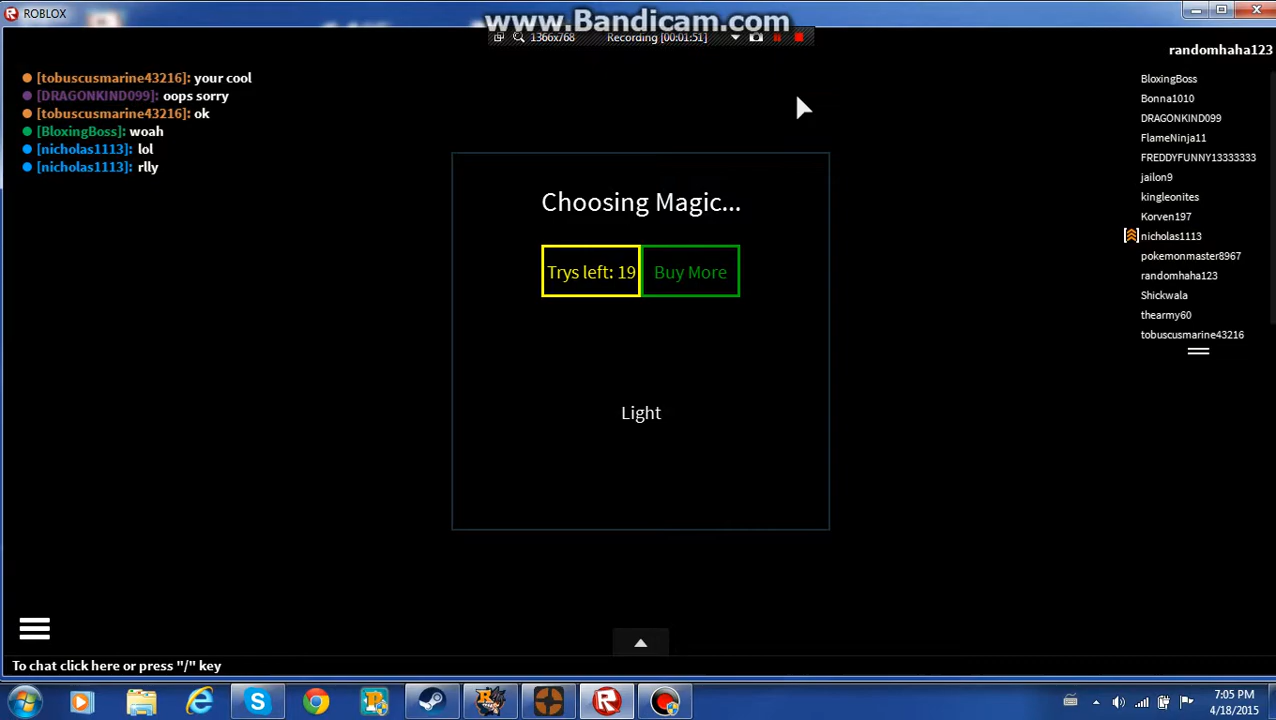 ROBLOX
www.Bandicam.com
1366x768 Recording [00:01:51]
randomhaha123
[tobuscusmarine43216]: your cool
[DRAGONKIND099]: oops sorry
[tobuscusmarine43216]: ok
[BloxingBoss]: woah
[nicholas1113]: lol
[nicholas1113]: rlly
BloxingBoss
Bonna1010
DRAGONKIND099
FlameNinja11
FREDDYFUNNY13333333
jailon9
kingleonites
Korven197
nicholas1113
pokemonmaster8967
randomhaha123
Shickwala
thearmy60
tobuscusmarine43216
Choosing Magic...
Trys left: 19 Buy More
Light
To chat click here or press "/" key
7:05 PM
4/18/2015